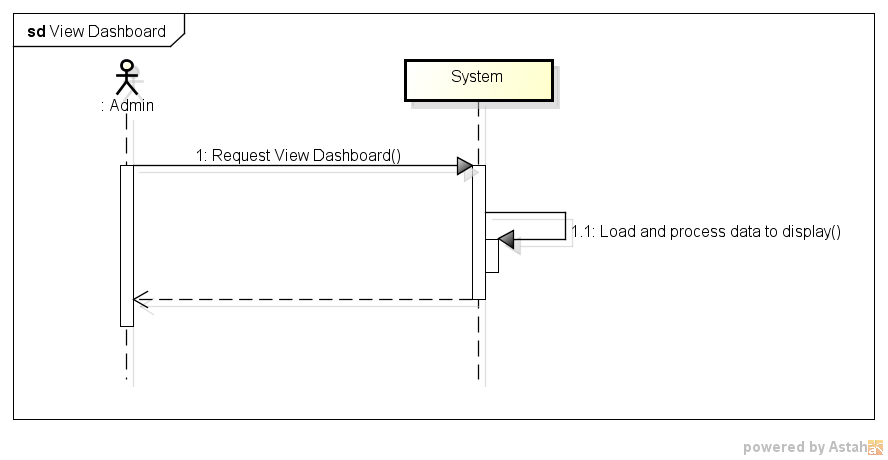 sd View Dashboard
: Admin
System
1: Request View Dashboard()
1.1: Load and process data to display()
powered by Astah